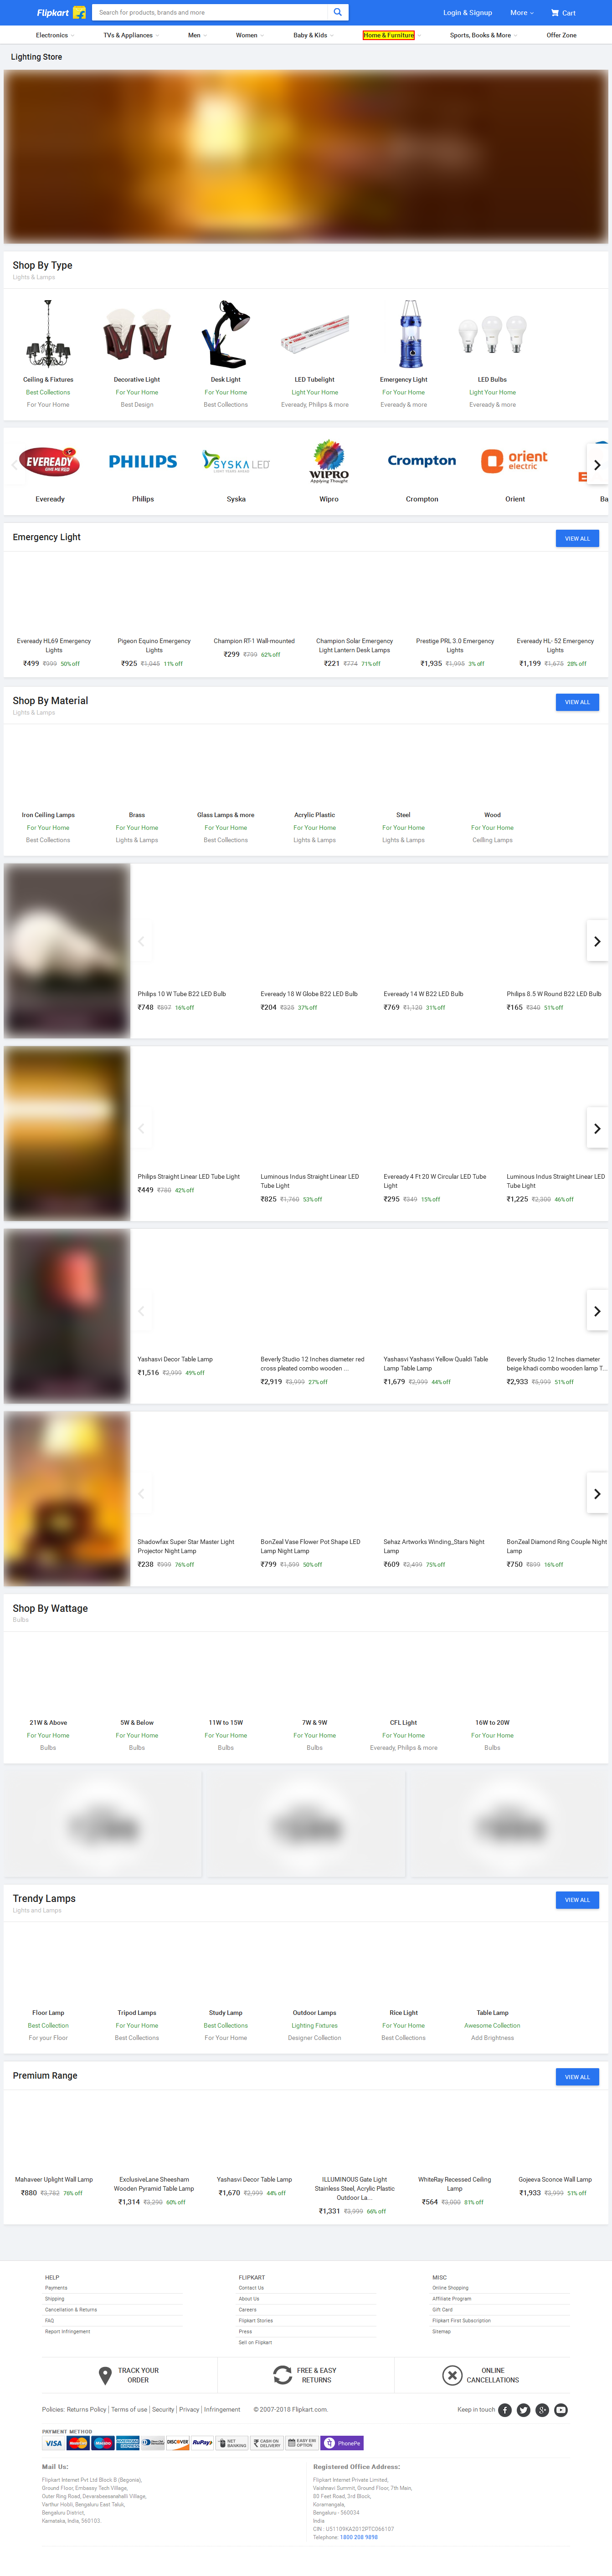 Flipkart
Search for products, brands and more
Login & Signup
More
Cart
Electronics
TVs & Appliances
Men
Women
Baby & Kids
Home & Furniture
Sports, Books & More
Offer Zone
Lighting Store
Shop By Type
Lights & Lamps
Ceiling & Fixtures
Best Collections
For Your Home
Decorative Light
For Your Home
Best Design
Desk Light
For Your Home
Best Collections
LED Tubelight
Light Your Home
Eveready, Philips & more
Emergency Light
For Your Home
Eveready & more
LED Bulbs
Light Your Home
Eveready & more
EVEREADY
GIVE ME RED
PHILIPS
SYSKA LED
WIPRO
Applying Thought
Crompton
orient
electric
Eveready
Philips
Syska
Wipro
Crompton
Orient
Ba
Emergency Light
VIEW ALL
Eveready HL69 Emergency
Lights
₹499 ₹999 50% off
Pigeon Equino Emergency
Lights
₹925 ₹1,045 11% off
Champion RT-1 Wall-mounted
₹299 ₹799 62% off
Champion Solar Emergency
Light Lantern Desk Lamps
₹221 ₹774 71% off
Prestige PRL 3.0 Emergency
Lights
₹1,935 ₹1,995 3% off
Eveready HL- 52 Emergency
Lights
₹1,199 ₹1,675 28% off
Shop By Material
Lights & Lamps
VIEW ALL
Iron Ceiling Lamps
For Your Home
Best Collections
Brass
For Your Home
Lights & Lamps
Glass Lamps & more
For Your Home
Best Collections
Acrylic Plastic
For Your Home
Lights & Lamps
Steel
For Your Home
Lights & Lamps
Wood
For Your Home
Ceilling Lamps
Philips 10 W Tube B22 LED Bulb
₹748 ₹897 16% off
Eveready 18 W Globe B22 LED Bulb
₹204 ₹325 37% off
Eveready 14 W B22 LED Bulb
₹769 ₹1,120 31% off
Philips 8.5 W Round B22 LED Bulb
₹165 ₹340 51% off
Philips Straight Linear LED Tube Light
₹449 ₹780 42% off
Luminous Indus Straight Linear LED
Tube Light
₹825 ₹1,760 53% off
Eveready 4 Ft 20 W Circular LED Tube
Light
₹295 ₹349 15% off
Luminous Indus Straight Linear LED
Tube Light
₹1,225 ₹2,300 46% off
Yashasvi Decor Table Lamp
₹1,516 ₹2,999 49% off
Beverly Studio 12 Inches diameter red
cross pleated combo wooden ...
₹2,919 ₹3,999 27% off
Yashasvi Yashasvi Yellow Qualdi Table
Lamp Table Lamp
₹1,679 ₹2,999 44% off
Beverly Studio 12 Inches diameter
beige khadi combo wooden lamp T...
₹2,933 ₹5,999 51% off
Shadowfax Super Star Master Light
Projector Night Lamp
₹238 ₹999 76% off
BonZeal Vase Flower Pot Shape LED
Lamp Night Lamp
₹799 ₹1,599 50% off
Sehaz Artworks Winding_Stars Night
Lamp
₹609 ₹2,499 75% off
BonZeal Diamond Ring Couple Night
Lamp
₹750 ₹899 16% off
Shop By Wattage
Bulbs
21W & Above
For Your Home
Bulbs
5W & Below
For Your Home
Bulbs
11W to 15W
For Your Home
Bulbs
7W & 9W
For Your Home
Bulbs
CFL Light
For Your Home
Eveready, Philips & more
16W to 20W
For Your Home
Bulbs
Trendy Lamps
Lights and Lamps
VIEW ALL
Floor Lamp
Best Collection
For your Floor
Tripod Lamps
For Your Home
Best Collections
Study Lamp
Best Collections
For Your Home
Outdoor Lamps
Lighting Fixtures
Designer Collection
Rice Light
For Your Home
Best Collections
Table Lamp
Awesome Collection
Add Brightness
Premium Range
VIEW ALL
Mahaveer Uplight Wall Lamp
₹880 ₹3,782 76% off
ExclusiveLane Sheesham
Wooden Pyramid Table Lamp
₹1,314 ₹3,290 60% off
Yashasvi Decor Table Lamp
₹1,670 ₹2,999 44% off
ILLUMINOUS Gate Light
Stainless Steel, Acrylic Plastic
Outdoor La...
₹1,331 ₹3,999 66% off
WhiteRay Recessed Ceiling
Lamp
₹564 ₹3,000 81% off
Gojeeva Sconce Wall Lamp
₹1,933 ₹3,999 51% off
HELP
Payments
Shipping
Cancellation & Returns
FAQ
Report Infringement
FLIPKART
Contact Us
About Us
Careers
Flipkart Stories
Press
Sell on Flipkart
MISC
Online Shopping
Affiliate Program
Gift Card
Flipkart First Subscription
Sitemap
TRACK YOUR
ORDER
FREE & EASY
RETURNS
ONLINE
CANCELLATIONS
Policies: Returns Policy | Terms of use | Security | Privacy | Infringement
© 2007-2018 Flipkart.com.
Keep in touch
PAYMENT METHOD
VISA
DISCOVER
RuPay
NET
BANKING
CASH ON
DELIVERY
EASY EMI
OPTION
PhonePe
Mail Us:
Flipkart Internet Pvt Ltd Block B (Begonia),
Ground Floor, Embassy Tech Village,
Outer Ring Road, Devarabeesanahalli Village,
Varthur Hobli, Bengaluru East Taluk,
Bengaluru District,
Karnataka, India, 560103.
Registered Office Address:
Flipkart Internet Private Limited,
Vaishnavi Summit, Ground Floor, 7th Main,
80 Feet Road, 3rd Block,
Koramangala,
Bengaluru - 560034
India
CIN : U51109KA2012PTC066107
Telephone: 1800 208 9898